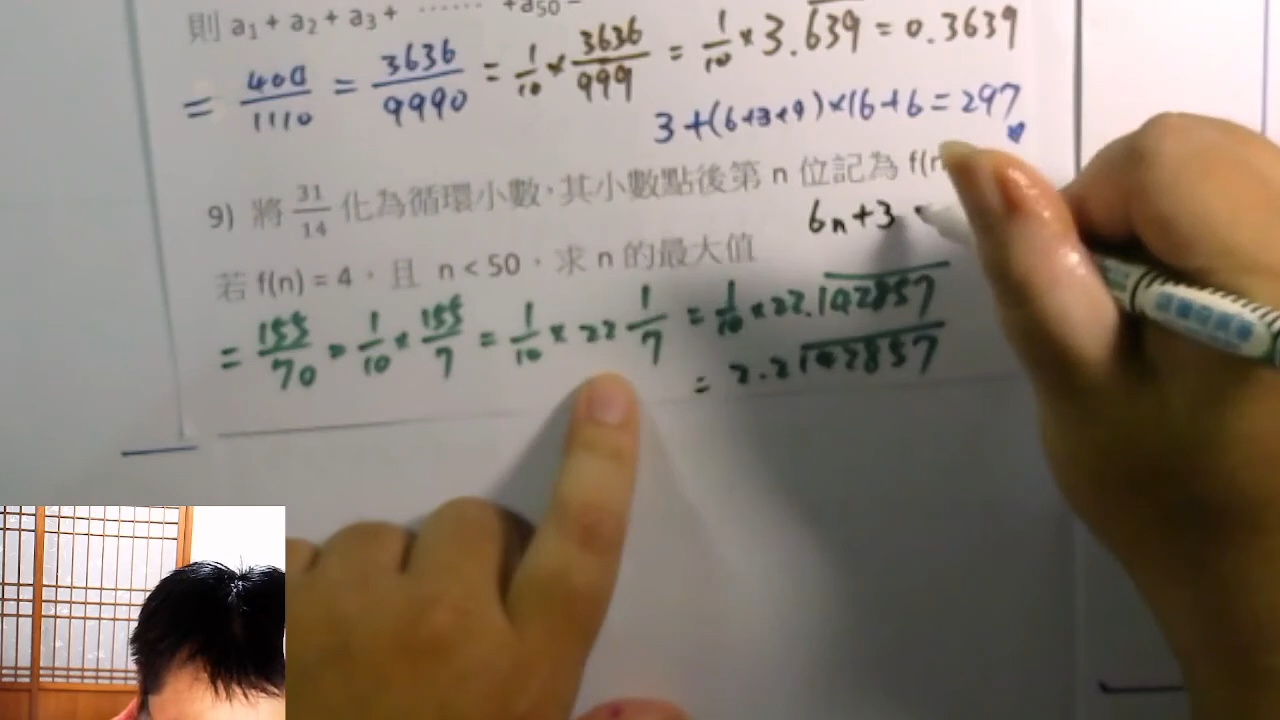 則 a₁ + a₂ + a₃ + ⋯⋯ + a₅₀ =
= 400/1110 = 3636/9990 = 1/10 × 3636/999 = 1/10 × 3.639 = 0.3639
3+(6+3+9)×16+6=297
9) 將 31/14 化為循環小數,其小數點後第 n 位記為 f(n
6n+3
若 f(n) = 4,且 n < 50,求 n 的最大值
= 155/70 = 1/10 × 155/7 = 1/10 × 22 1/7 = 1/10 × 22.142857
= 2.2142857